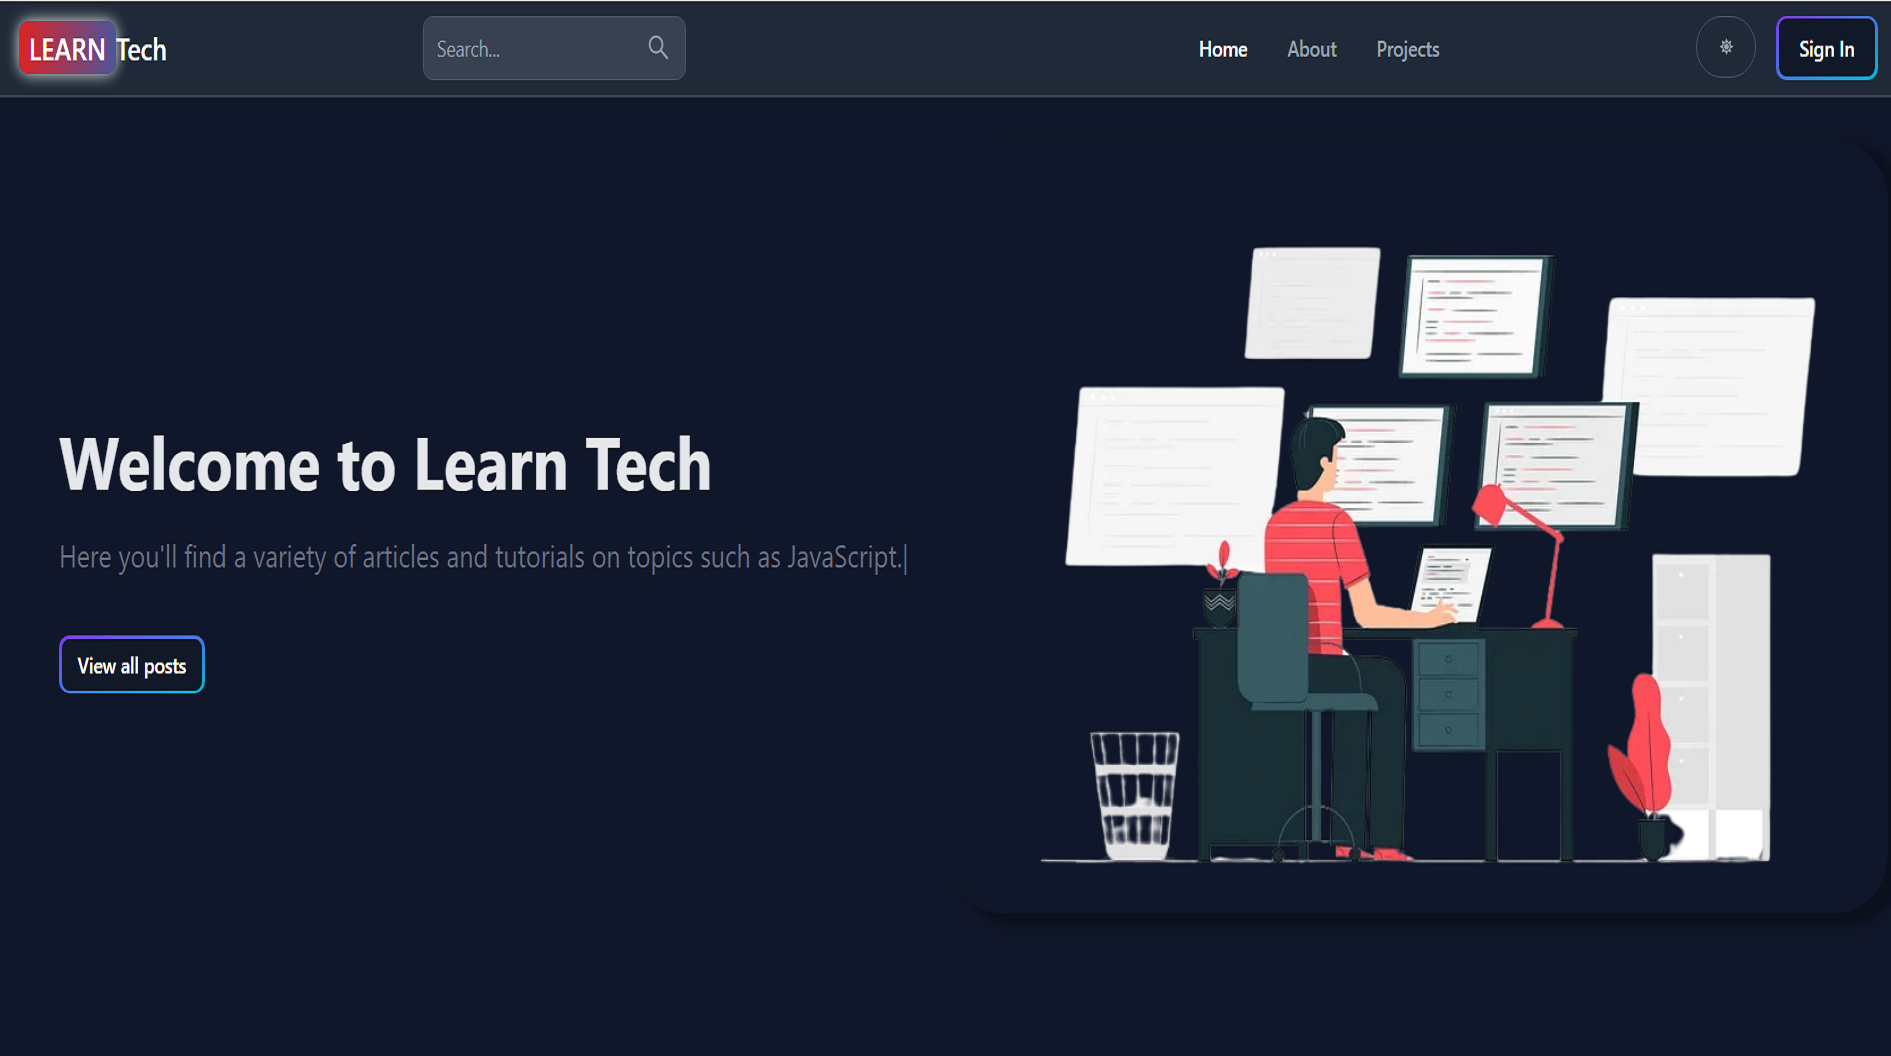 LEARN Tech
Search...
Home
About
Projects
Sign In
Welcome to Learn Tech
Here you'll find a variety of articles and tutorials on topics such as JavaScript.|
View all posts